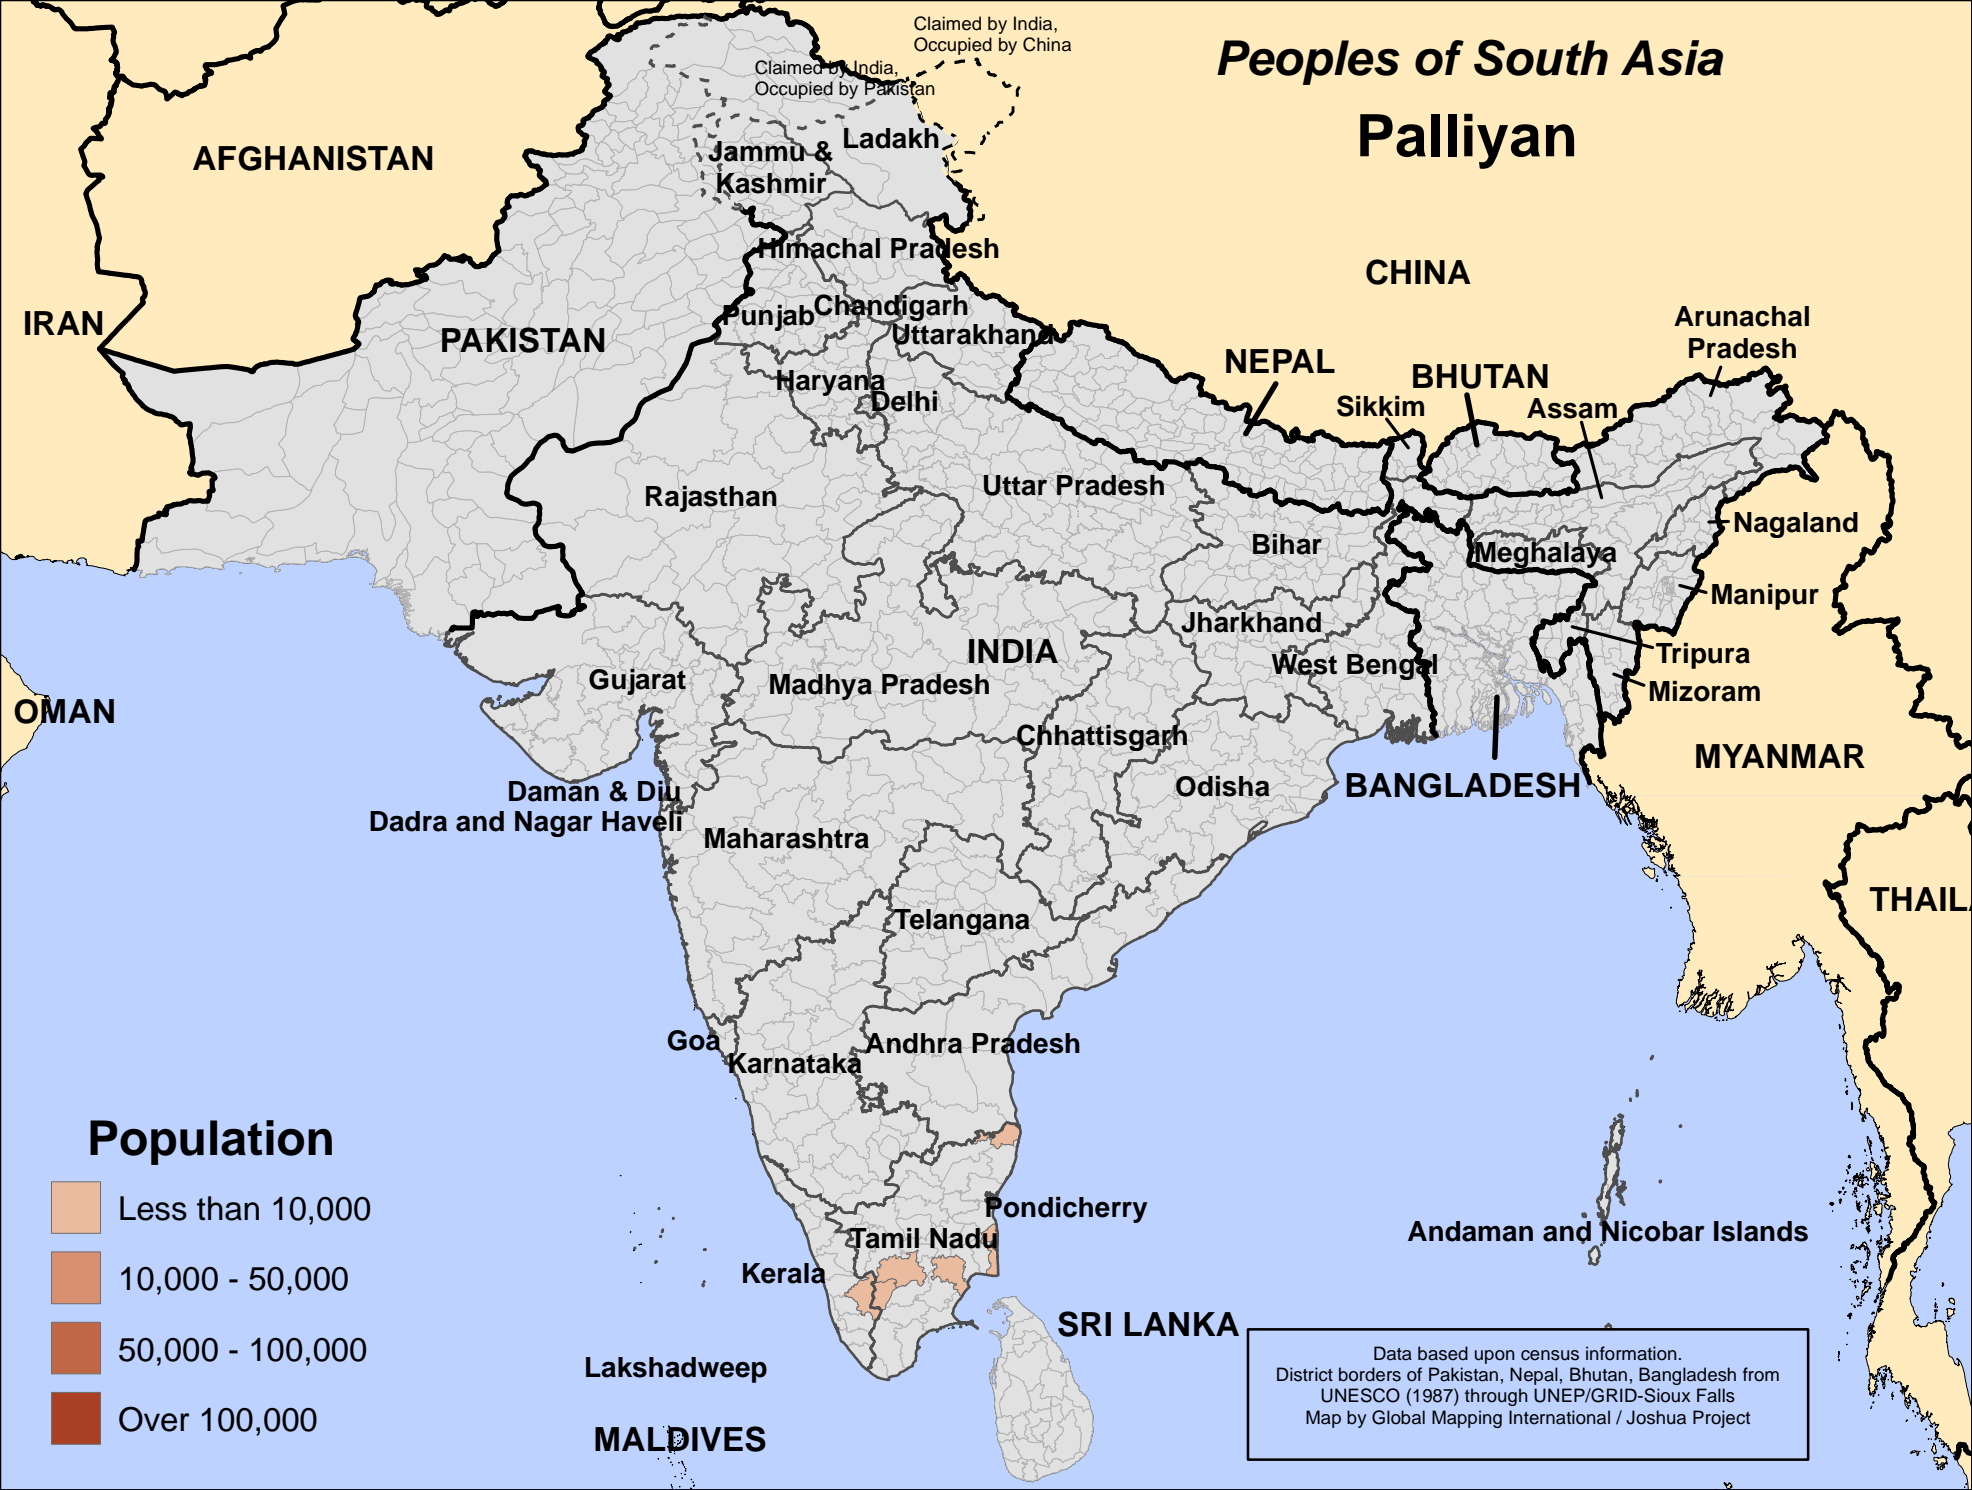 Claimed by India,
Occupied by China
Peoples of South Asia
Claimed by India,
Occupied by Pakistan
Palliyan
Ladakh
Jammu &
Kashmir
AFGHANISTAN
Himachal Pradesh
CHINA
Chandigarh
Punjab
Arunachal
Pradesh
IRAN
PAKISTAN
Uttarakhand
NEPAL
BHUTAN
Haryana
Delhi
Sikkim
Assam
Uttar Pradesh
Rajasthan
Nagaland
Bihar
Meghalaya
Manipur
Jharkhand
INDIA
Tripura
West Bengal
Gujarat
Madhya Pradesh
Mizoram
OMAN
Chhattisgarh
MYANMAR
Odisha
BANGLADESH
Daman & Diu
Dadra and Nagar Haveli
Maharashtra
THAIL
Telangana
Goa
Andhra Pradesh
Karnataka
Population
Less than 10,000
10,000 - 50,000
50,000 - 100,000
Over 100,000
Pondicherry
Tamil Nadu
Andaman and Nicobar Islands
Kerala
SRI LANKA
Lakshadweep
MALDIVES
Data based upon census information.
District borders of Pakistan, Nepal, Bhutan, Bangladesh from
UNESCO (1987) through UNEP/GRID-Sioux Falls
Map by Global Mapping International / Joshua Project